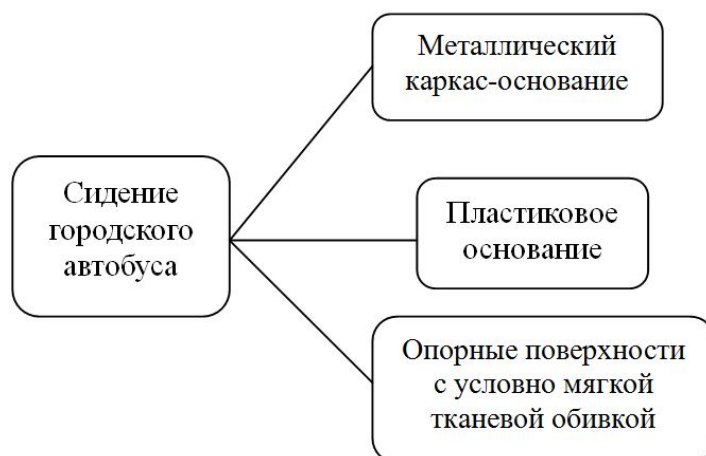 Металлический
каркас-основание
Сидение
городского
автобуса
Пластиковое
основание
Опорные поверхности
с условно мягкой
тканевой обивкой